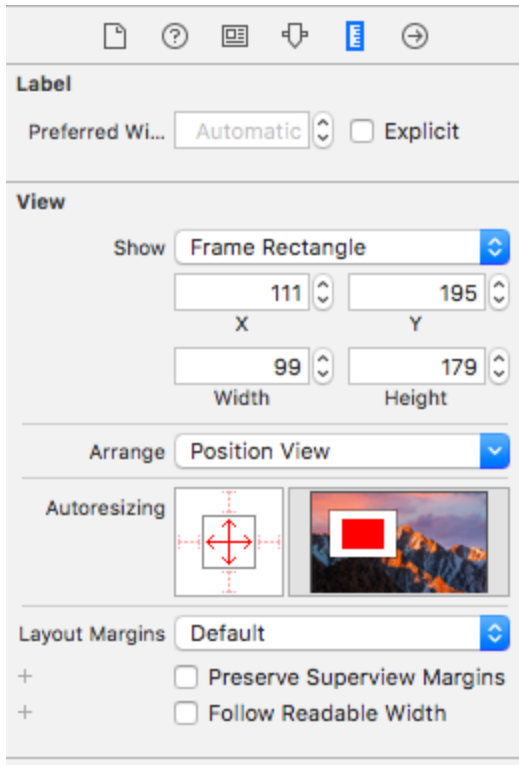 Label
Preferred Wi... Automatic Explicit
View
Show Frame Rectangle
111 195
X Y
99 179
Width Height
Arrange Position View
Autoresizing
Layout Margins Default
+ Preserve Superview Margins
+ Follow Readable Width